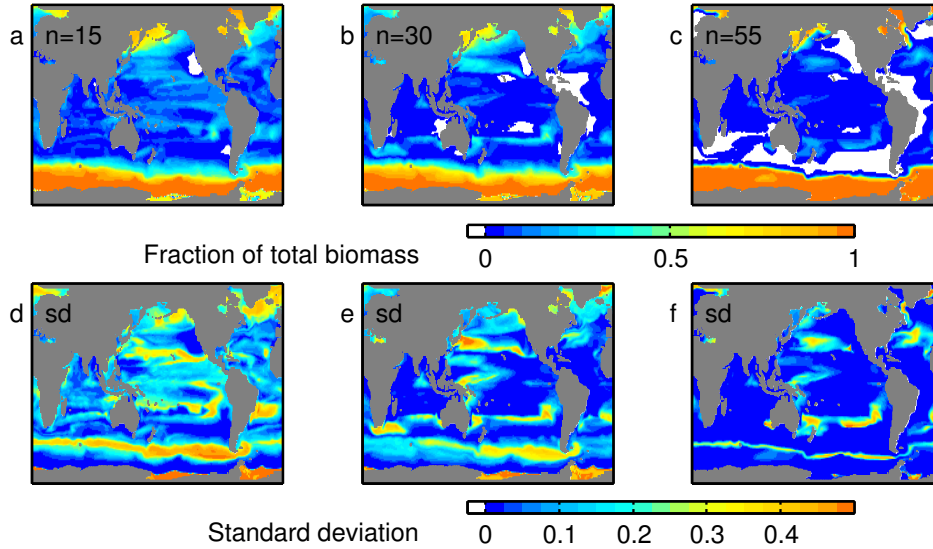 a n=15
b n=30
c n=55
Fraction of total biomass
0 0.5 1
d sd
e sd
f sd
Standard deviation
0 0.1 0.2 0.3 0.4